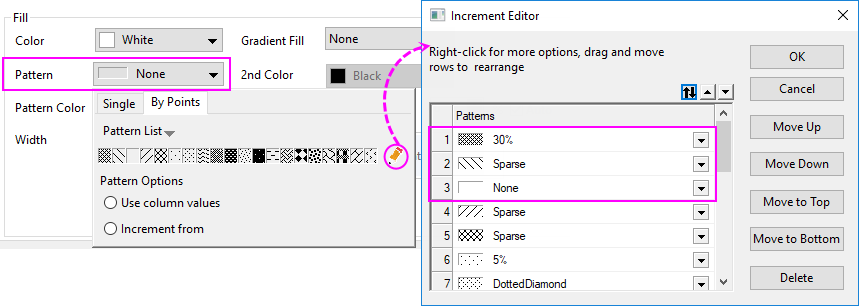 Fill
Color White Gradient Fill None
Pattern None 2nd Color Black
Pattern Color
Width
Single By Points
Pattern List
Pattern Options
Use column values
Increment from
Increment Editor
Right-click for more options, drag and move
rows to rearrange
Patterns
1 30%
2 Sparse
3 None
4 Sparse
5 Sparse
6 5%
7 DottedDiamond
OK
Cancel
Move Up
Move Down
Move to Top
Move to Bottom
Delete